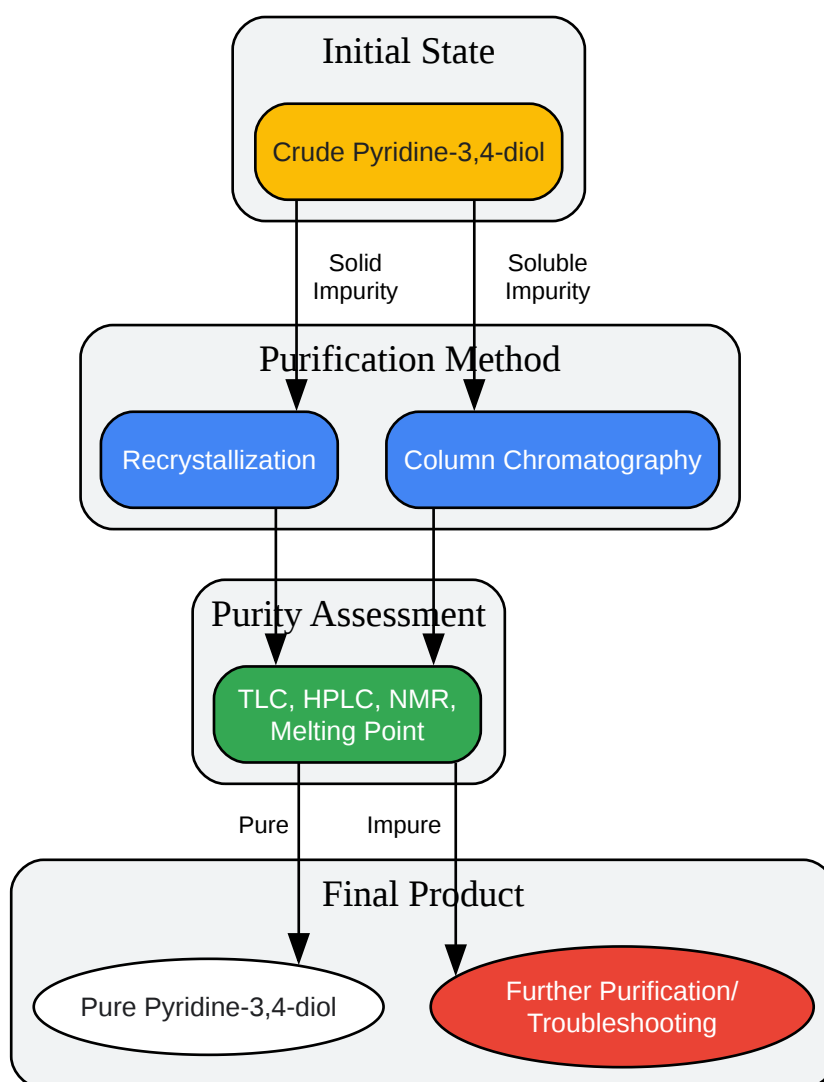 Initial State
Crude Pyridine-3,4-diol
Solid
Impurity
Soluble
Impurity
Purification Method
Recrystallization
Column Chromatography
Purity Assessment
TLC, HPLC, NMR,
Melting Point
Pure
Impure
Final Product
Pure Pyridine-3,4-diol
Further Purification/
Troubleshooting